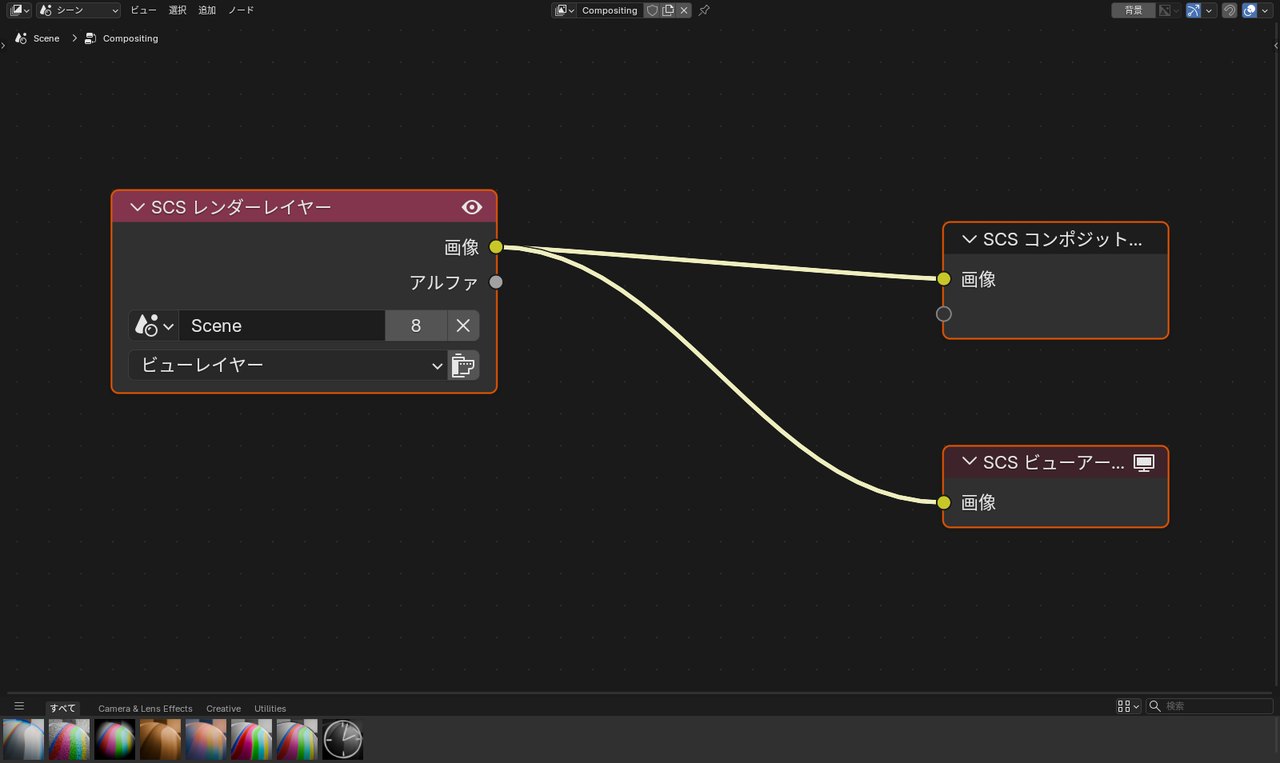 シーン ビュー 選択 追加 ノード Compositing 背景
Scene Compositing
SCS レンダーレイヤー
画像
アルファ
Scene 8
ビューレイヤー
SCS コンポジット...
画像
SCS ビューアー...
画像
すべて Camera & Lens Effects Creative Utilities 検索